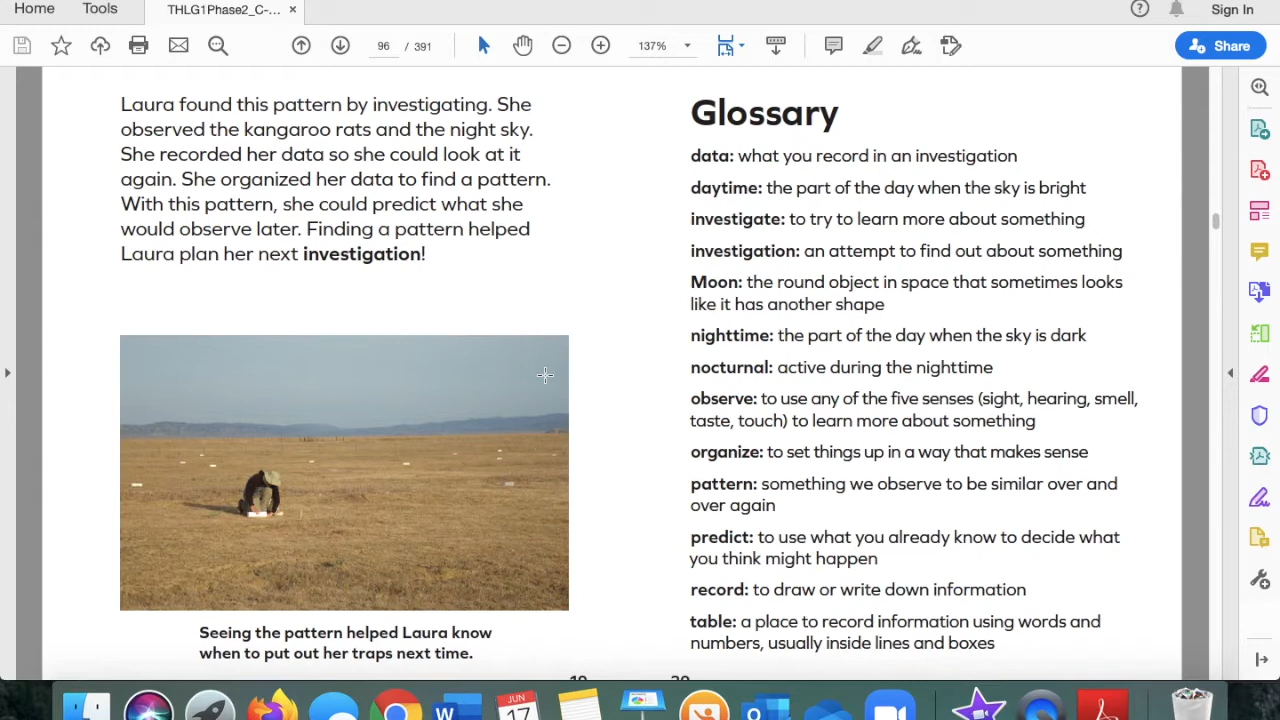 Home
Tools
THLG1Phase2_C-...
×
Sign In
96 / 391
137%
Share
Laura found this pattern by investigating. She
observed the kangaroo rats and the night sky.
She recorded her data so she could look at it
again. She organized her data to find a pattern.
With this pattern, she could predict what she
would observe later. Finding a pattern helped
Laura plan her next investigation!
Seeing the pattern helped Laura know
when to put out her traps next time.
Glossary
data: what you record in an investigation
daytime: the part of the day when the sky is bright
investigate: to try to learn more about something
investigation: an attempt to find out about something
Moon: the round object in space that sometimes looks
like it has another shape
nighttime: the part of the day when the sky is dark
nocturnal: active during the nighttime
observe: to use any of the five senses (sight, hearing, smell,
taste, touch) to learn more about something
organize: to set things up in a way that makes sense
pattern: something we observe to be similar over and
over again
predict: to use what you already know to decide what
you think might happen
record: to draw or write down information
table: a place to record information using words and
numbers, usually inside lines and boxes
19
20
JUN
17
W